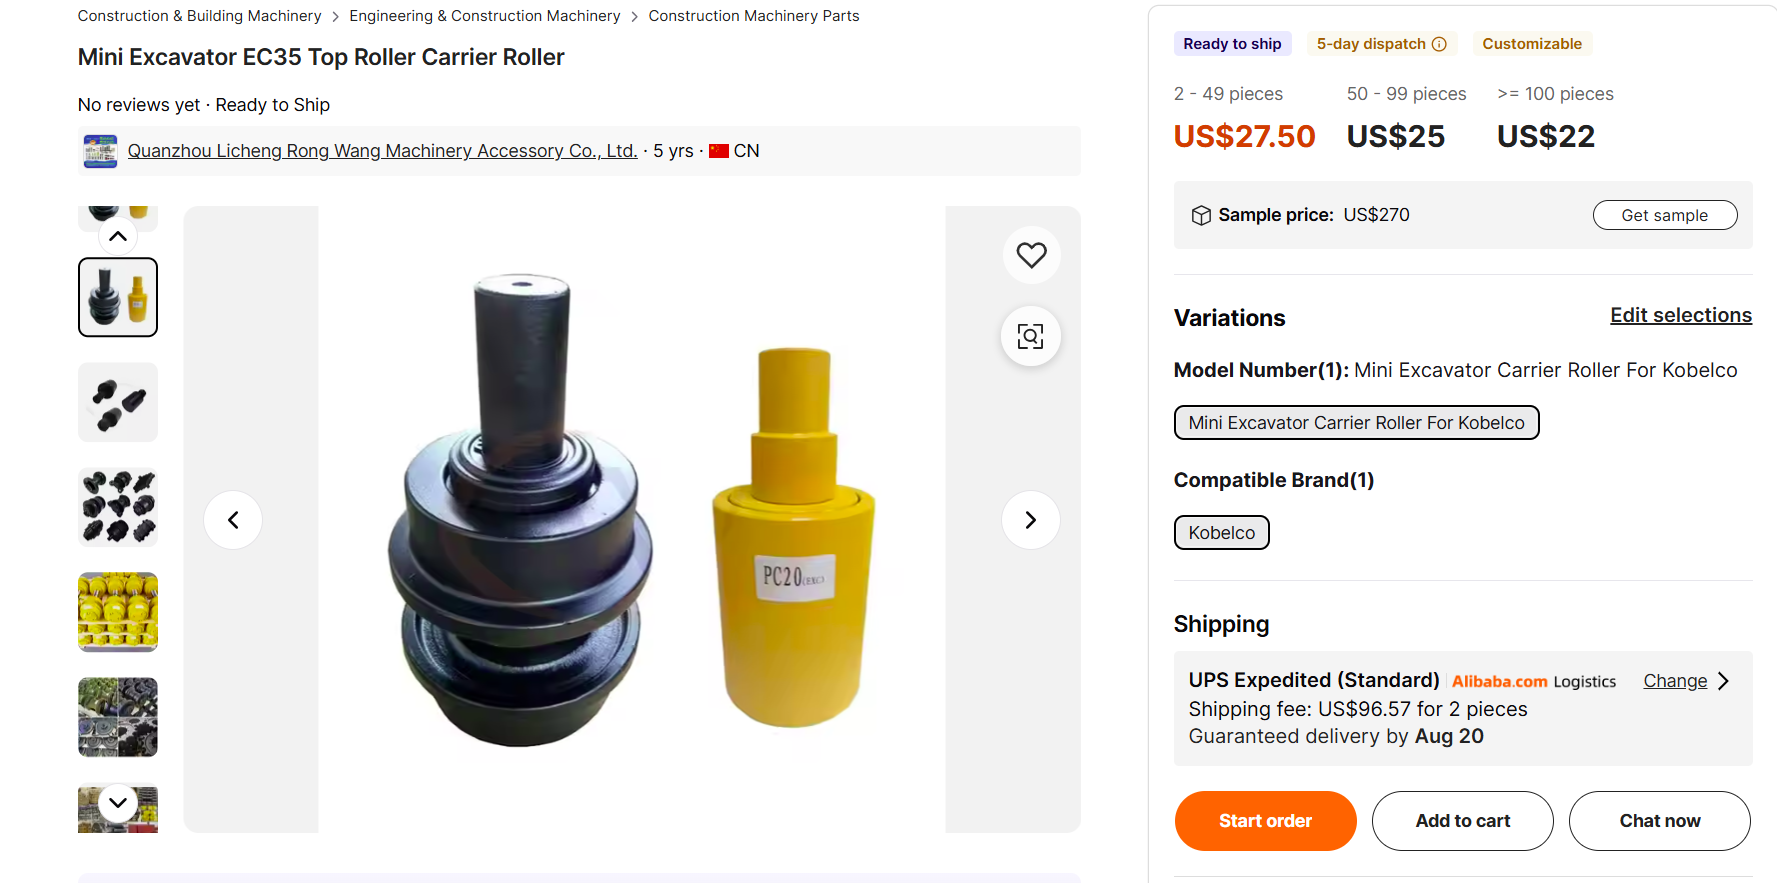 Construction & Building Machinery > Engineering & Construction Machinery > Construction Machinery Parts
Mini Excavator EC35 Top Roller Carrier Roller
No reviews yet · Ready to Ship
Quanzhou Licheng Rong Wang Machinery Accessory Co., Ltd. · 5 yrs · CN
PC20(EXC)
Ready to ship 5-day dispatch Customizable
2 - 49 pieces 50 - 99 pieces >= 100 pieces
US$27.50 US$25 US$22
Sample price: US$270 Get sample
Variations Edit selections
Model Number(1): Mini Excavator Carrier Roller For Kobelco
Mini Excavator Carrier Roller For Kobelco
Compatible Brand(1)
Kobelco
Shipping
UPS Expedited (Standard) Alibaba.com Logistics Change
Shipping fee: US$96.57 for 2 pieces
Guaranteed delivery by Aug 20
Start order Add to cart Chat now